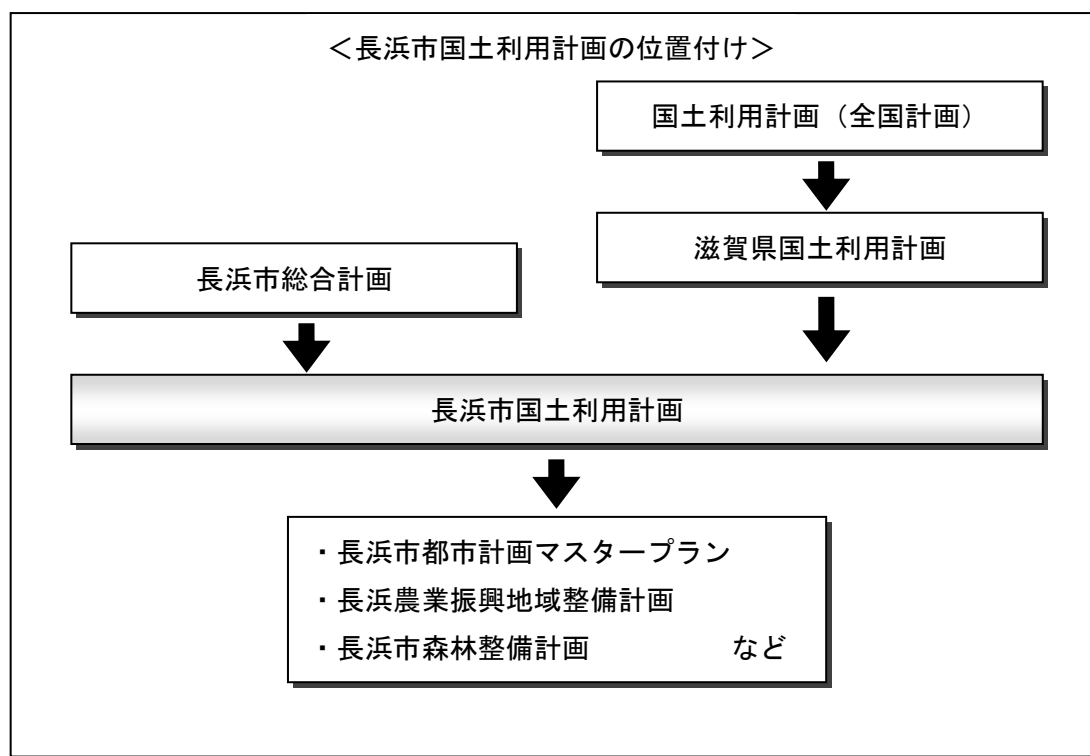 ＜長浜市国土利用計画の位置付け＞
国土利用計画（全国計画）
滋賀県国土利用計画
長浜市総合計画
長浜市国土利用計画
・長浜市都市計画マスタープラン
・長浜農業振興地域整備計画
・長浜市森林整備計画　　　　　など